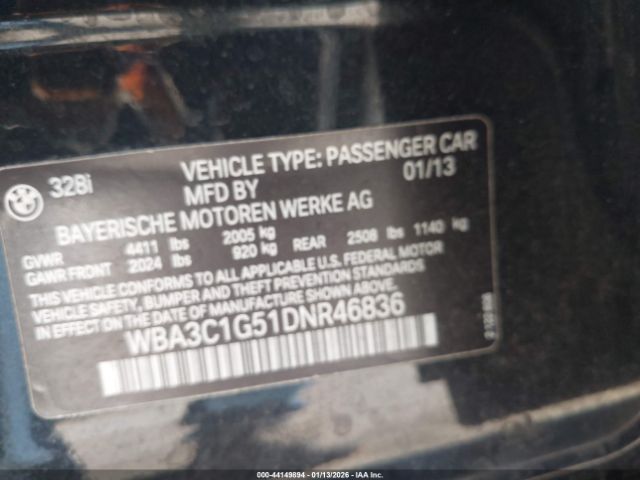 328i
VEHICLE TYPE: PASSENGER CAR
MFD BY 01/13
BAYERISCHE MOTOREN WERKE AG
GVWR 4411 lbs 2005 kg
GAWR FRONT 2024 lbs 920 kg REAR 2508 lbs 1140 kg
THIS VEHICLE CONFORMS TO ALL APPLICABLE U.S. FEDERAL MOTOR
VEHICLE SAFETY, BUMPER AND THEFT PREVENTION STANDARDS
IN EFFECT ON THE DATE OF MANUFACTURE SHOWN ABOVE
WBA3C1G51DNR46836
000-44149894 - 01/13/2026 - IAA Inc.